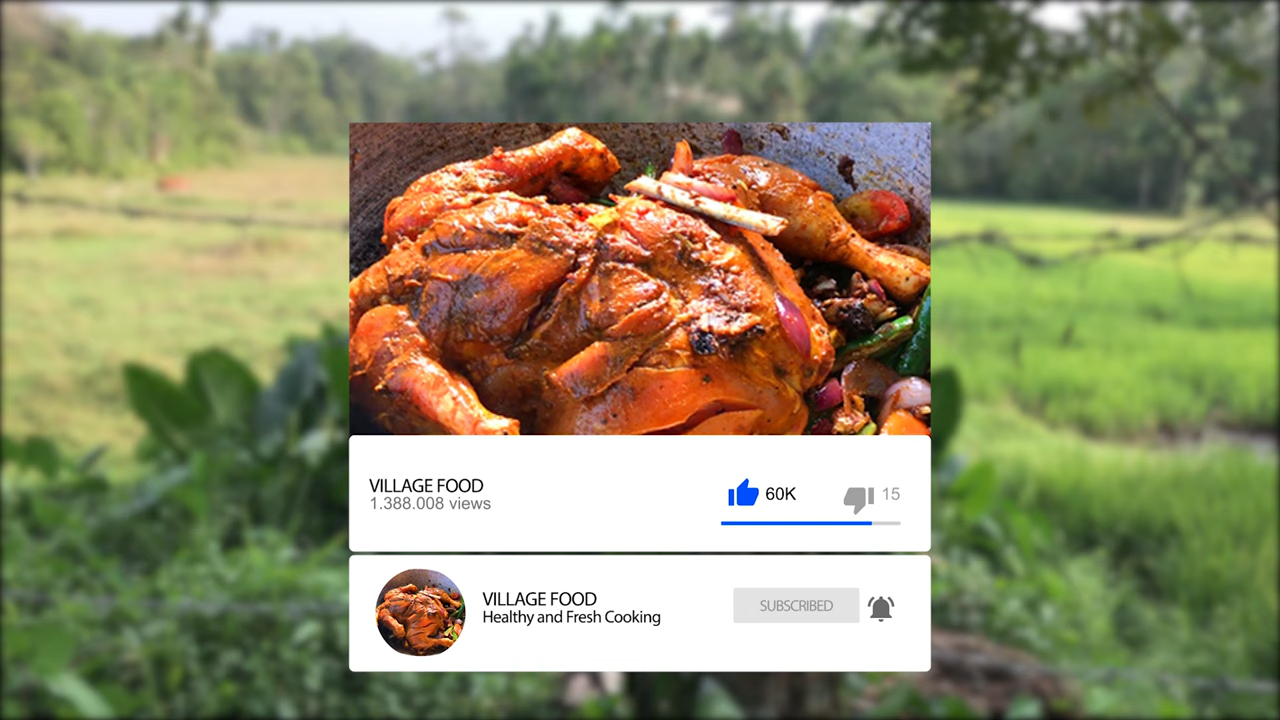 VILLAGE FOOD
1.388.008 views
60K
15
VILLAGE FOOD
Healthy and Fresh Cooking
SUBSCRIBED